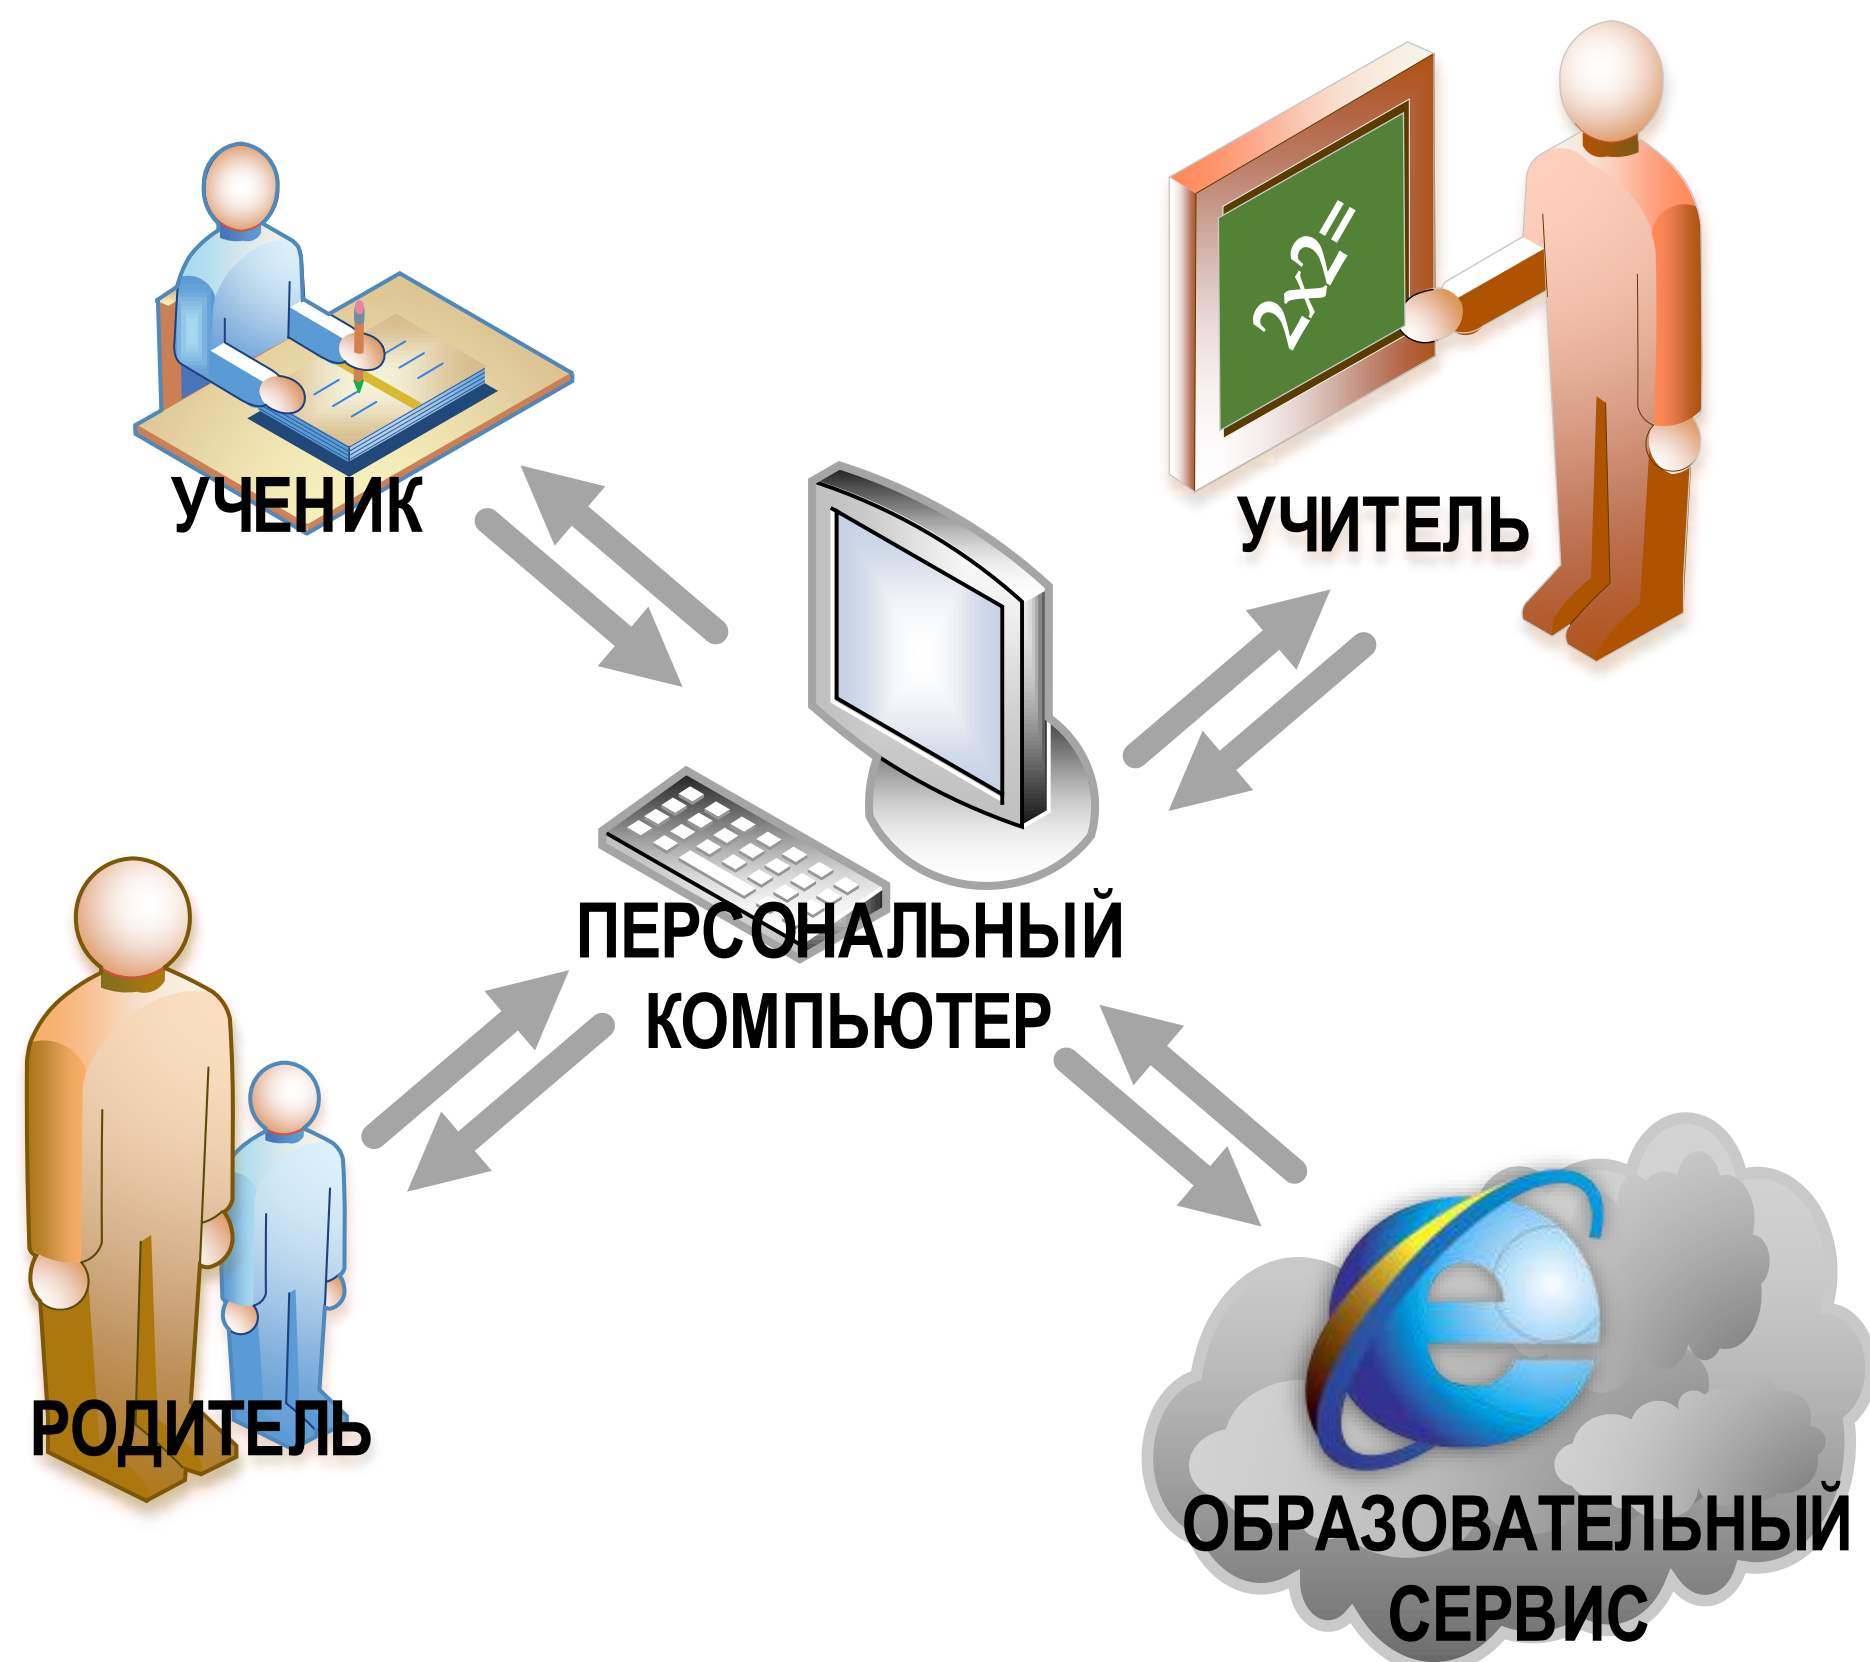 2x2=
УЧЕНИК
УЧИТЕЛЬ
ПЕРСОНАЛЬНЫЙ
КОМПЬЮТЕР
РОДИТЕЛЬ
ОБРАЗОВАТЕЛЬНЫЙ
СЕРВИС